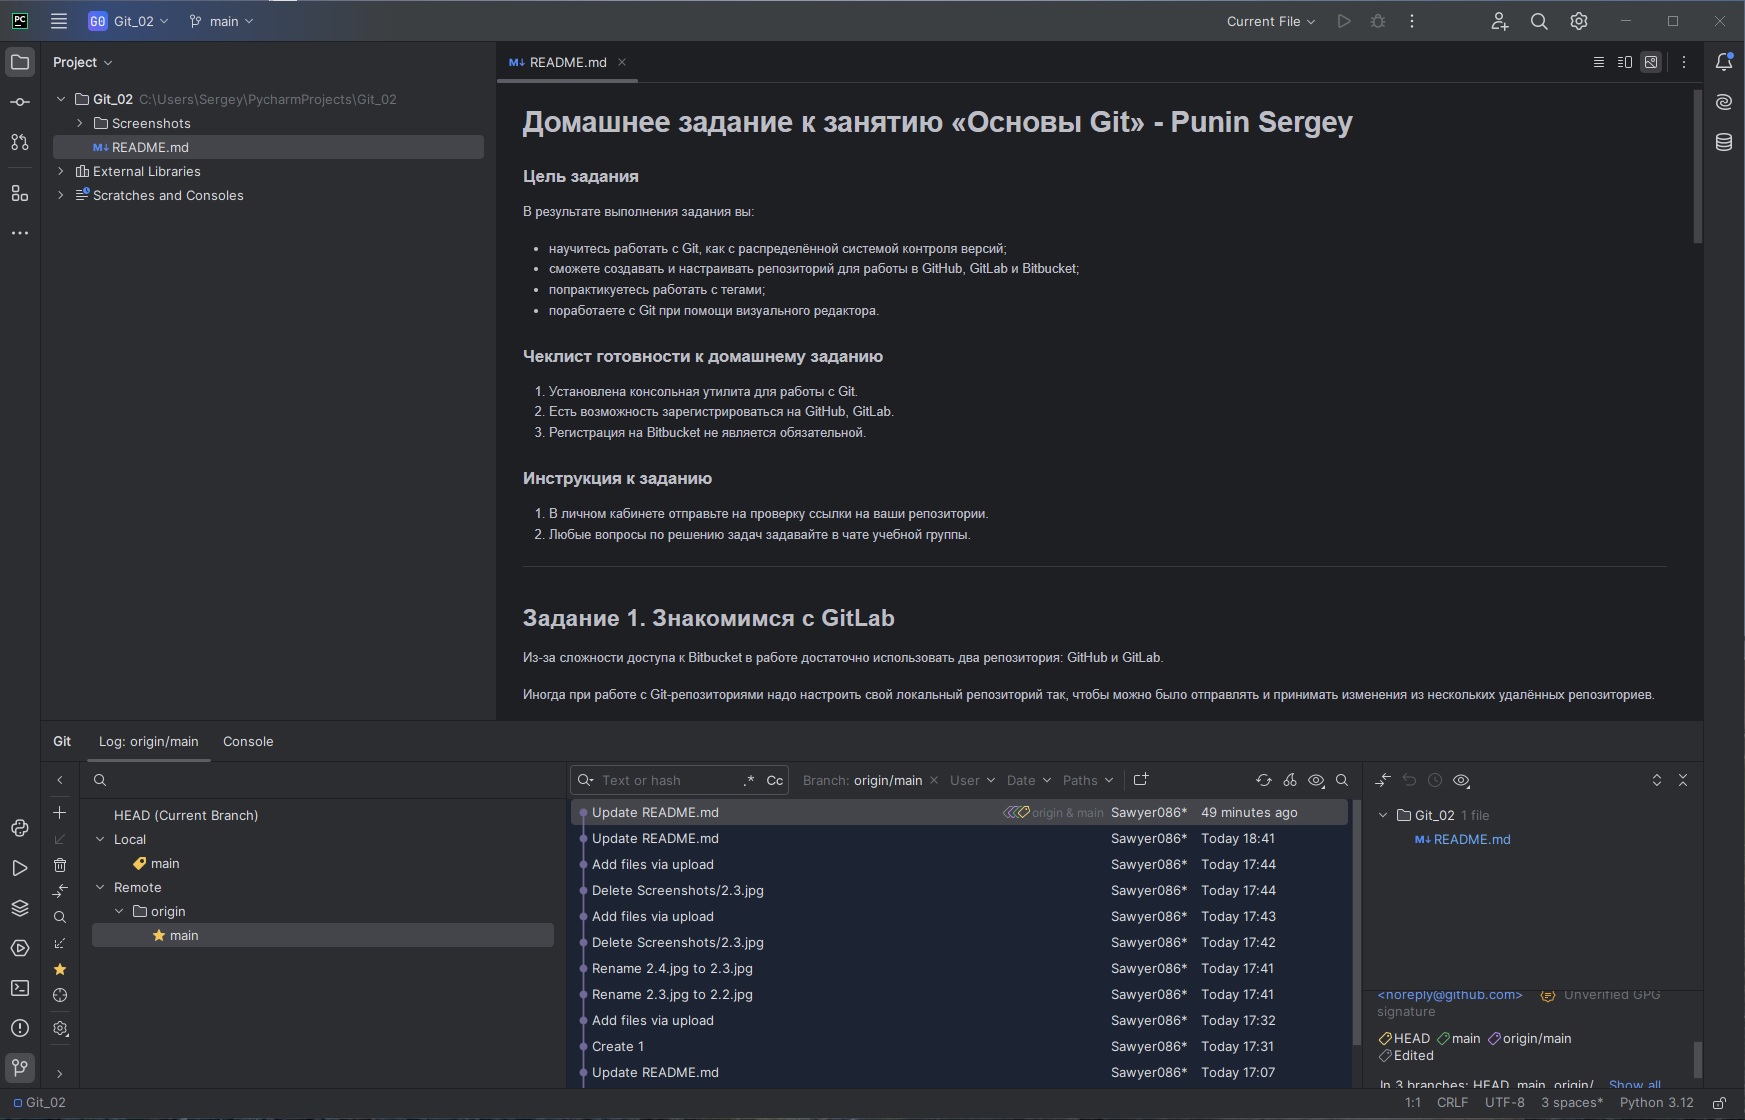 PC
GO Git_02 main Current File
Project
README.md
Git_02 C:\Users\Sergey\PycharmProjects\Git_02
Screenshots
README.md
External Libraries
Scratches and Consoles
Домашнее задание к занятию «Основы Git» - Punin Sergey
Цель задания
В результате выполнения задания вы:
• научитесь работать с Git, как с распределённой системой контроля версий;
• сможете создавать и настраивать репозиторий для работы в GitHub, GitLab и Bitbucket;
• попрактикуетесь работать с тегами;
• поработаете с Git при помощи визуального редактора.
Чеклист готовности к домашнему заданию
1. Установлена консольная утилита для работы с Git.
2. Есть возможность зарегистрироваться на GitHub, GitLab.
3. Регистрация на Bitbucket не является обязательной.
Инструкция к заданию
1. В личном кабинете отправьте на проверку ссылки на ваши репозитории.
2. Любые вопросы по решению задач задавайте в чате учебной группы.
Задание 1. Знакомимся с GitLab
Из-за сложности доступа к Bitbucket в работе достаточно использовать два репозитория: GitHub и GitLab.
Иногда при работе с Git-репозиториями надо настроить свой локальный репозиторий так, чтобы можно было отправлять и принимать изменения из нескольких удалённых репозиториев.
Git Log: origin/main Console
HEAD (Current Branch)
Local
main
Remote
origin
main
Text or hash .* Cc Branch: origin/main User Date Paths
Update README.md origin & main Sawyer086* 49 minutes ago
Update README.md Sawyer086* Today 18:41
Add files via upload Sawyer086* Today 17:44
Delete Screenshots/2.3.jpg Sawyer086* Today 17:44
Add files via upload Sawyer086* Today 17:43
Delete Screenshots/2.3.jpg Sawyer086* Today 17:42
Rename 2.4.jpg to 2.3.jpg Sawyer086* Today 17:41
Rename 2.3.jpg to 2.2.jpg Sawyer086* Today 17:41
Add files via upload Sawyer086* Today 17:32
Create 1 Sawyer086* Today 17:31
Update README.md Sawyer086* Today 17:07
Git_02 1 file
README.md
<noreply@github.com> Unverified GPG
signature
HEAD main origin/main
Edited
In 3 branches: HEAD, main, origin/ Show all
Git_02 1:1 CRLF UTF-8 3 spaces* Python 3.12